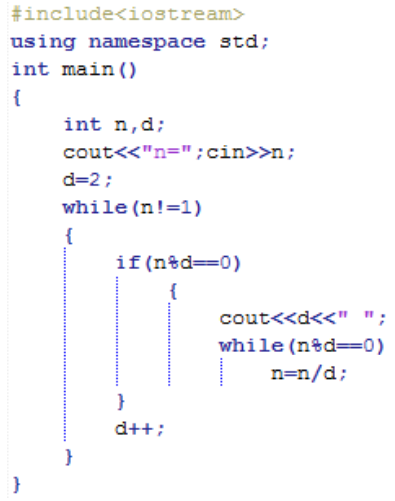 #include<iostream>
using namespace std;
int main()
{
int n,d;
cout<<"n=";cin>>n;
d=2;
while(n!=1)
{
if(n%d==0)
{
cout<<d<<" ";
while(n%d==0)
n=n/d;
}
d++;
}
}